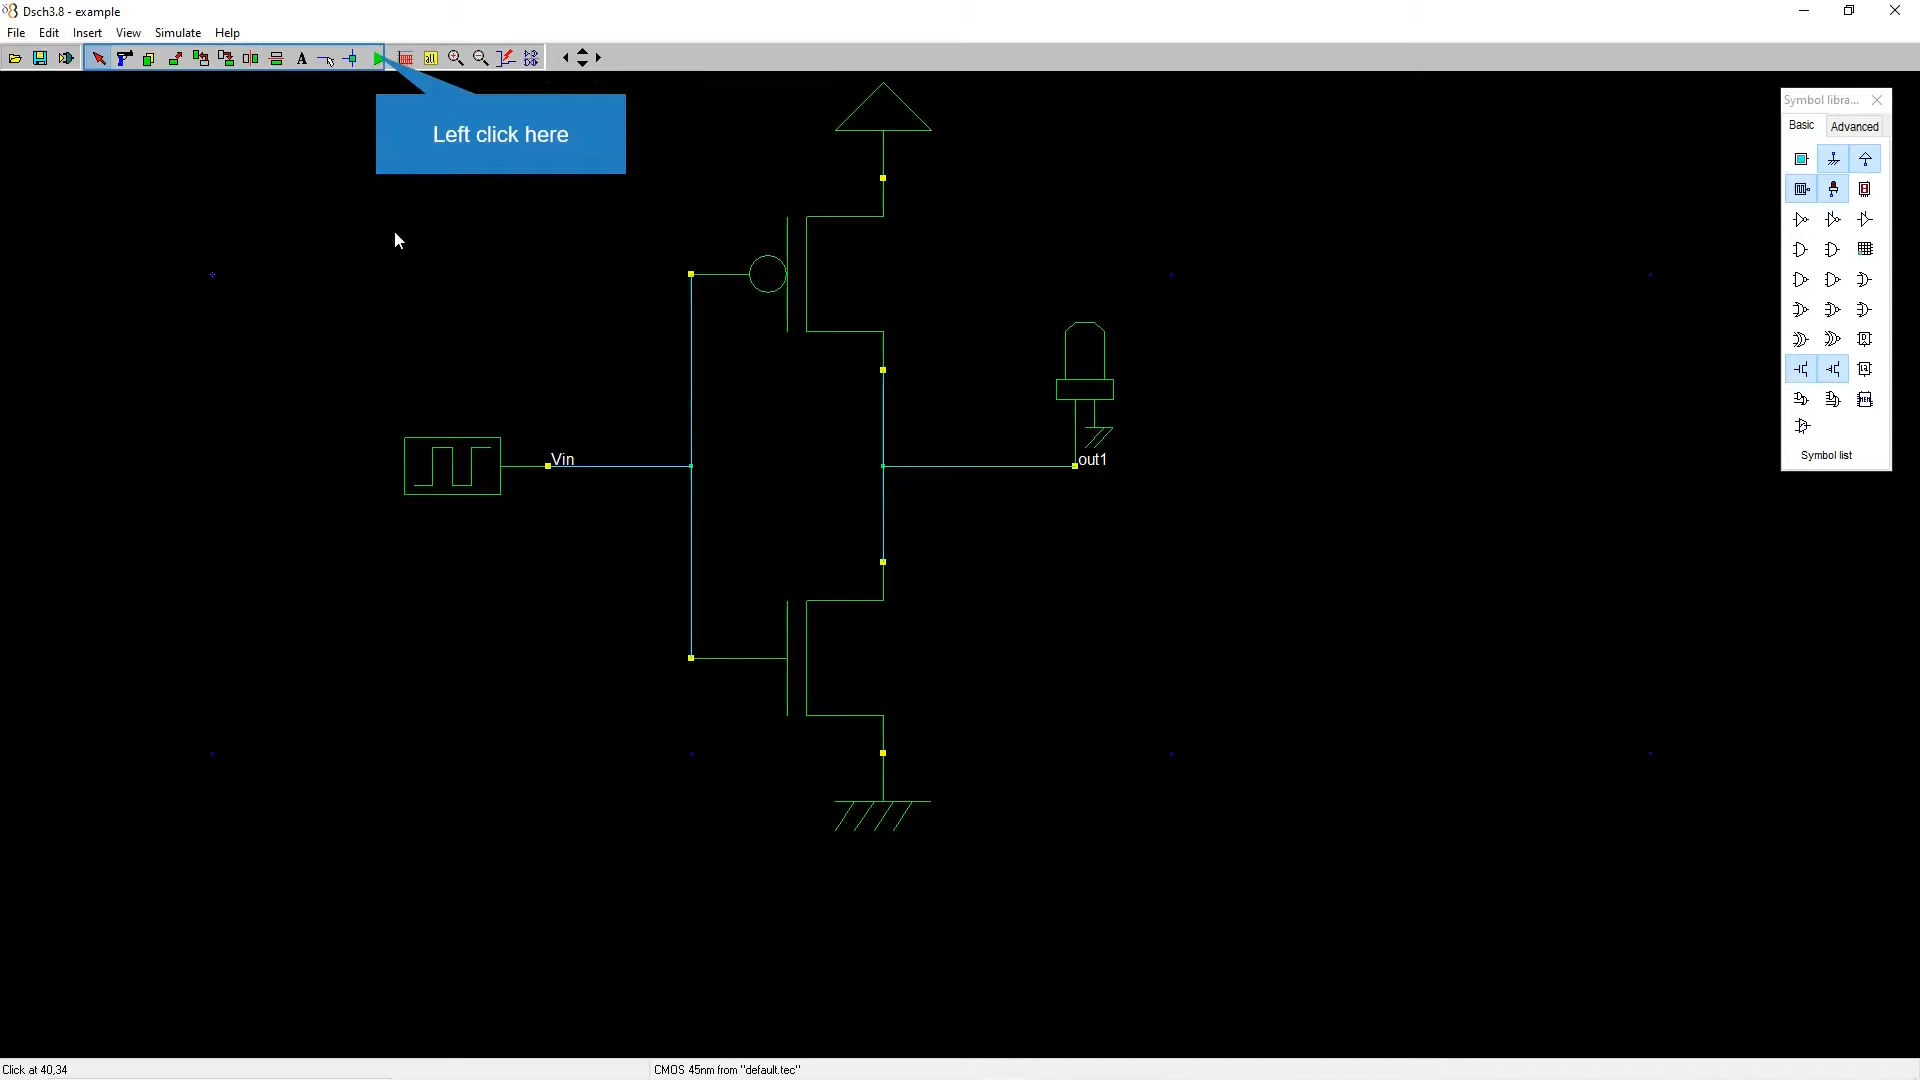 Dsch3.8 - example
File Edit Insert View Simulate Help
A
all
Left click here
Symbol libra...
Basic Advanced
Vin
out1
Symbol list
Click at 40,34
CMOS 45nm from "default.tec"